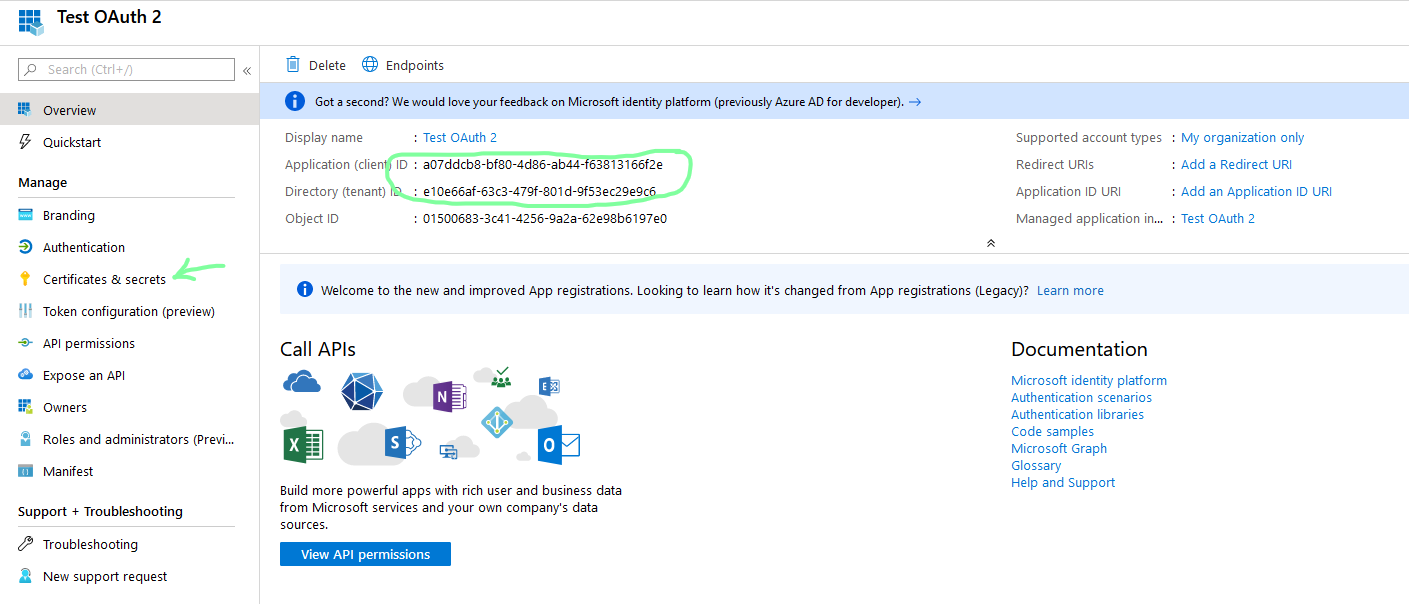 Test OAuth 2
Search (Ctrl+/)
«
Overview
Quickstart
Manage
Branding
Authentication
Certificates & secrets
Token configuration (preview)
API permissions
Expose an API
Owners
Roles and administrators (Previ...
Manifest
Support + Troubleshooting
Troubleshooting
New support request
Delete
Endpoints
Got a second? We would love your feedback on Microsoft identity platform (previously Azure AD for developer). →
Display name : Test OAuth 2
Application (client) ID : a07ddcb8-bf80-4d86-ab44-f63813166f2e
Directory (tenant) ID : e10e66af-63c3-479f-801d-9f53ec29e9c6
Object ID : 01500683-3c41-4256-9a2a-62e98b6197e0
Supported account types : My organization only
Redirect URIs : Add a Redirect URI
Application ID URI : Add an Application ID URI
Managed application in... : Test OAuth 2
Welcome to the new and improved App registrations. Looking to learn how it's changed from App registrations (Legacy)? Learn more
Call APIs
N
E
X
S
O
Build more powerful apps with rich user and business data
from Microsoft services and your own company's data
sources.
View API permissions
Documentation
Microsoft identity platform
Authentication scenarios
Authentication libraries
Code samples
Microsoft Graph
Glossary
Help and Support